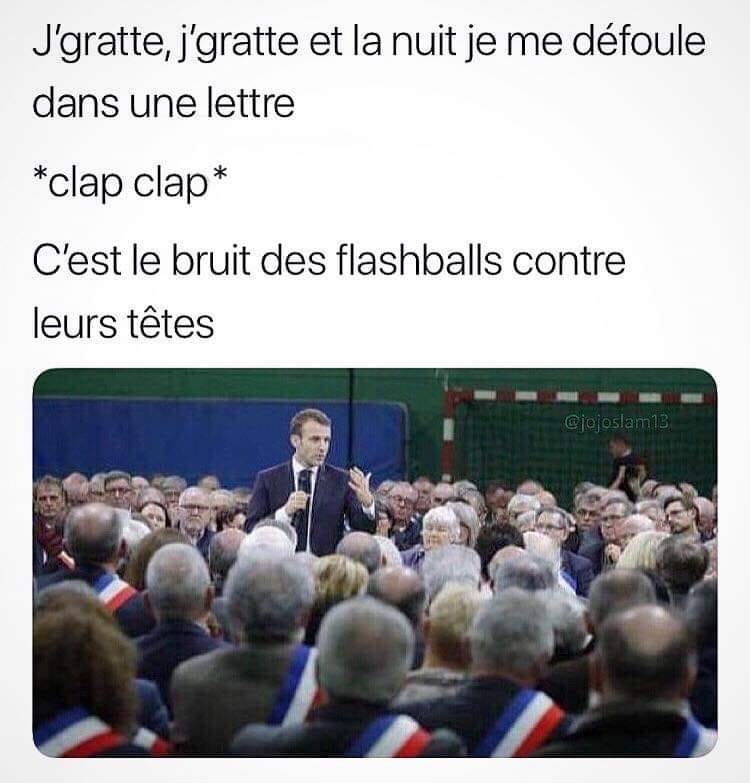 J'gratte, j'gratte et la nuit je me défoule
dans une lettre
*clap clap*
C'est le bruit des flashballs contre
leurs têtes
@jojoslam13